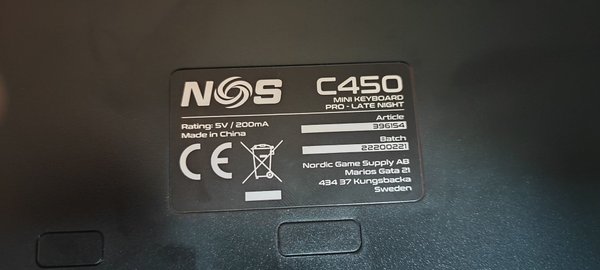 NOS
C450
MINI KEYBOARD
PRO - LATE NIGHT
Rating: 5V / 200mA
Made in China
Article
396154
Batch
22200221
CE
Nordic Game Supply AB
Marios Gata 21
434 37 Kungsbacka
Sweden